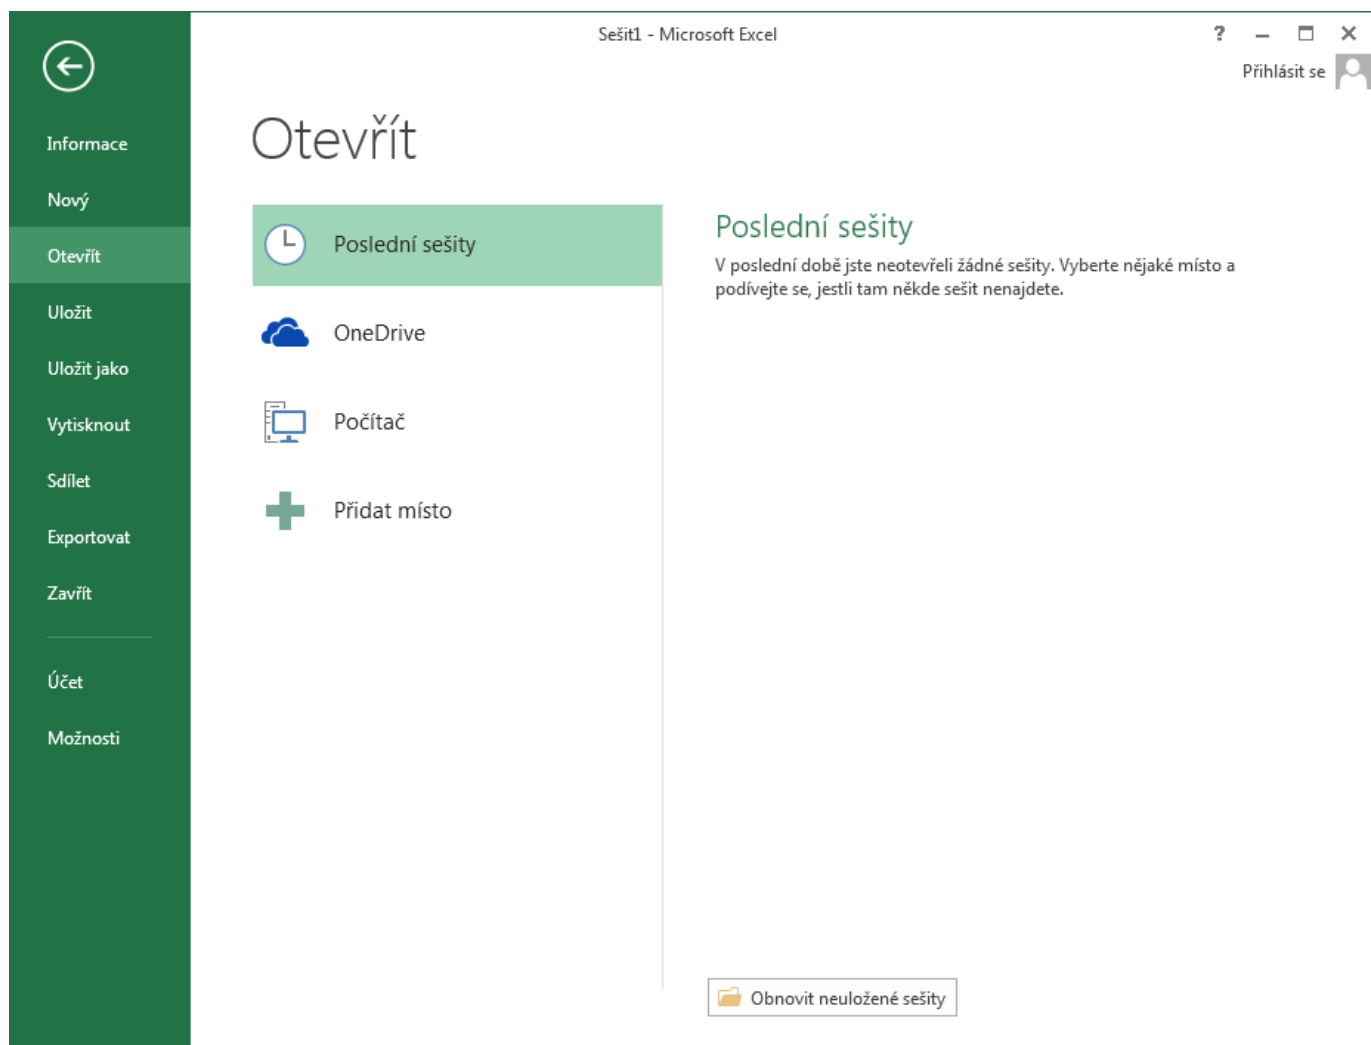 Sešit1 - Microsoft Excel
?
Přihlásit se
Informace
Nový
Otevřít
Uložit
Uložit jako
Vytisknout
Sdílet
Exportovat
Zavřít
Účet
Možnosti
Otevřít
Poslední sešity
OneDrive
Počítač
Přidat místo
Poslední sešity
V poslední době jste neotevřeli žádné sešity. Vyberte nějaké místo a
podívejte se, jestli tam někde sešit nenajdete.
Obnovit neuložené sešity